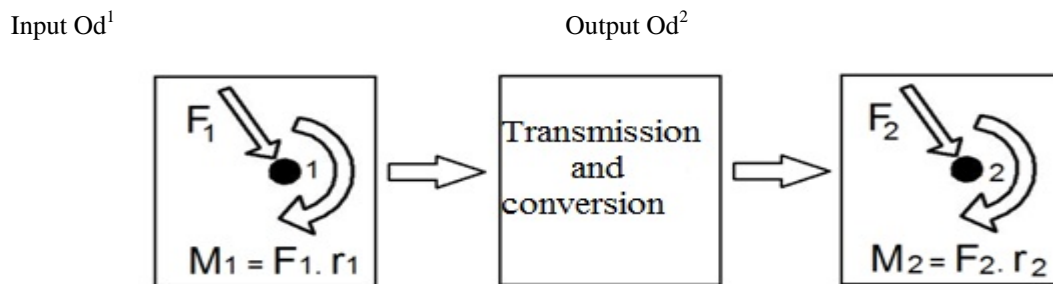 Input Od¹
Output Od²
F₁
1
M₁ = F₁. r₁
Transmission
and
conversion
F₂
2
M₂ = F₂. r₂